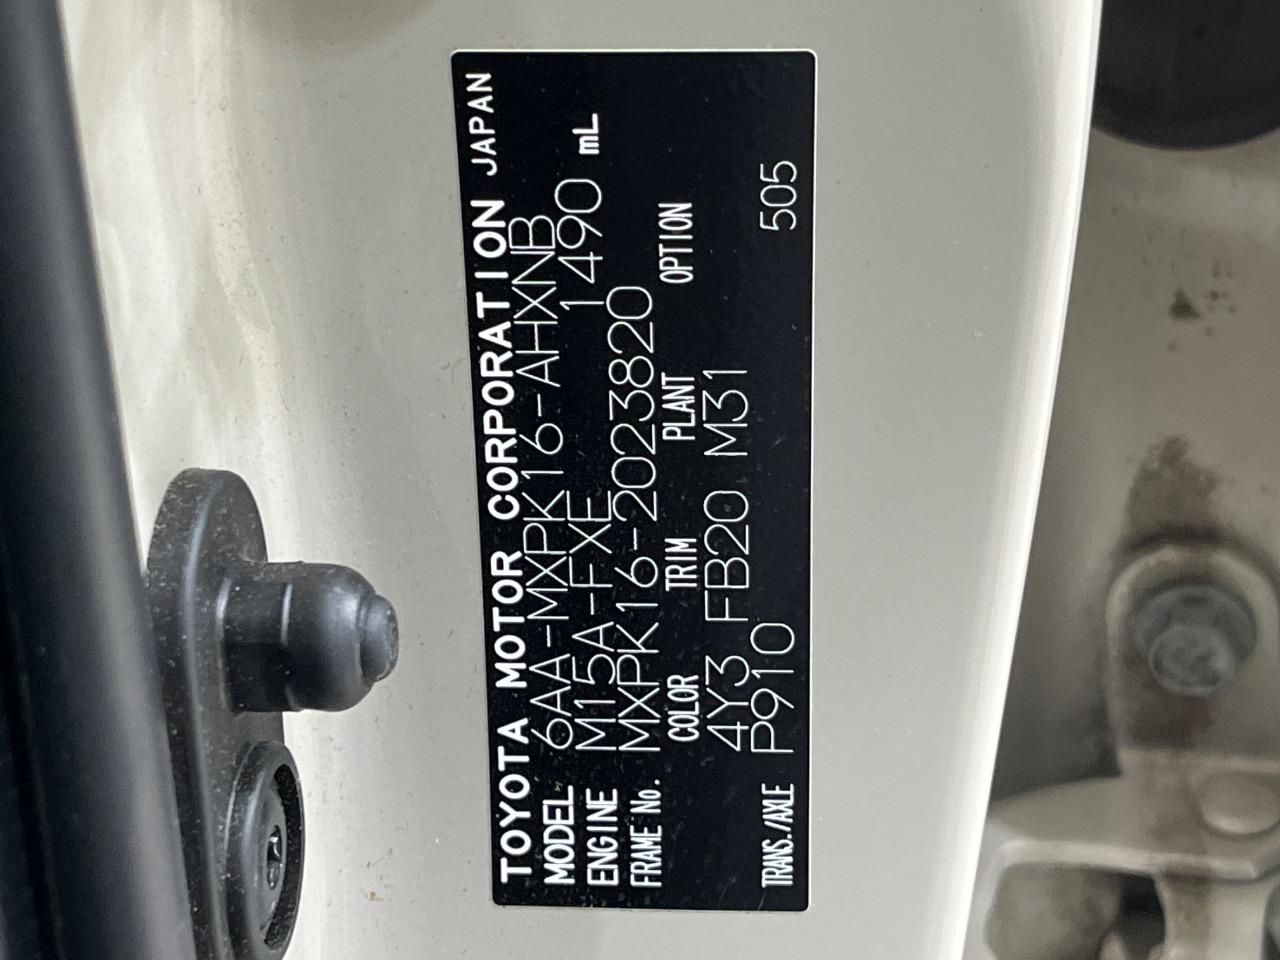 TOYOTA MOTOR CORPORATION JAPAN
MODEL 6AA-MXPK16-AHXNB
ENGINE M15A-FXE 1490 mL
FRAME No. MXPK16-2023820
COLOR TRIM PLANT OPTION
4Y3 FB20 M31
TRANS./AXLE P910 505